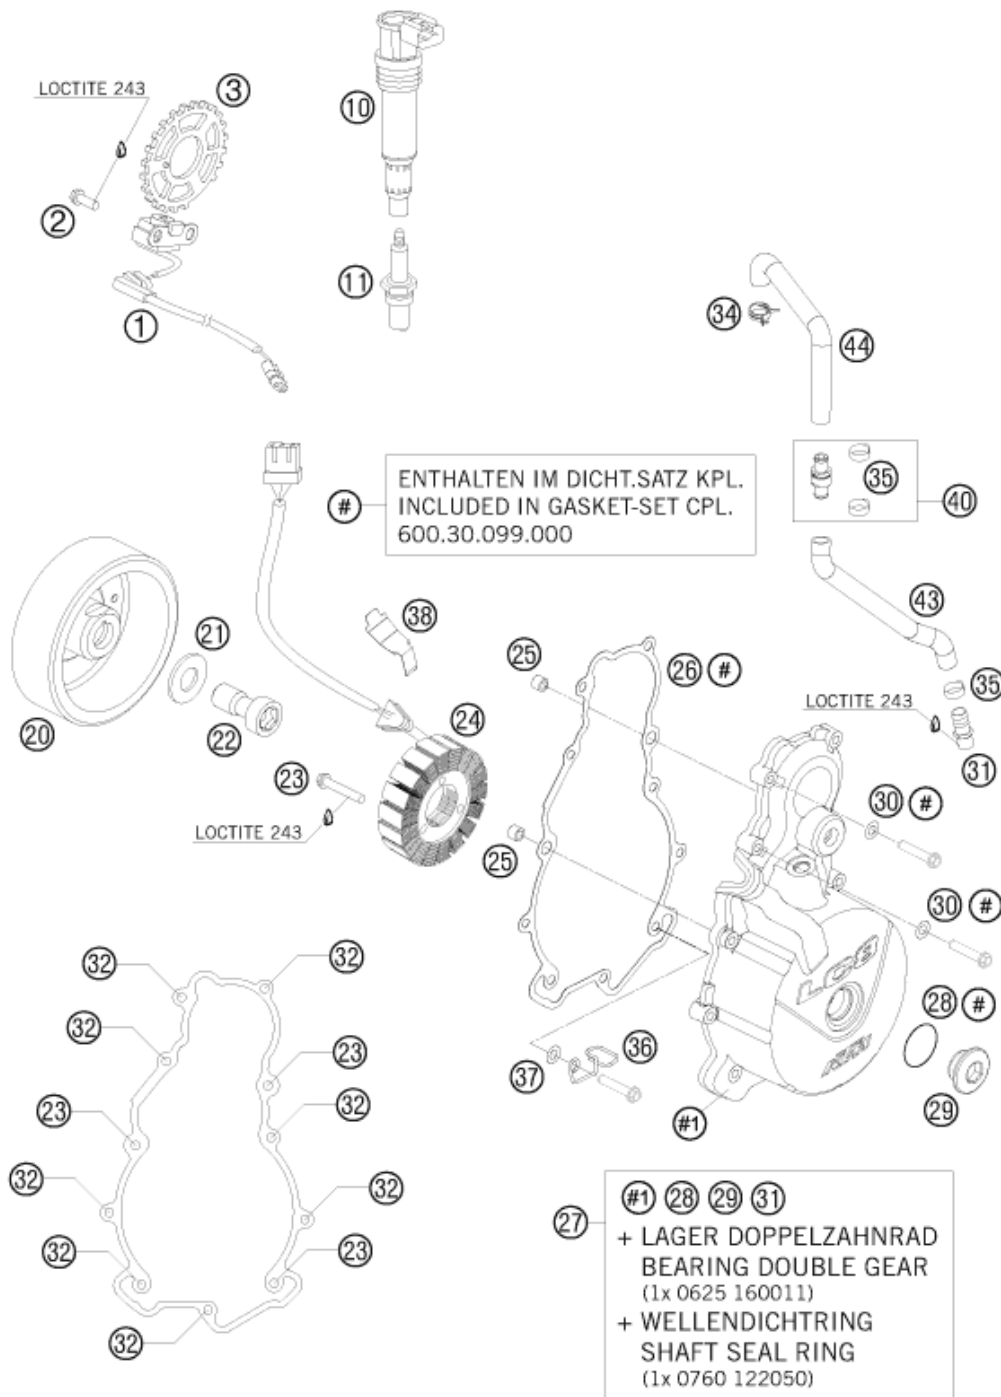 LOCTITE 243
3
10
2
11
1
34
44
ENTHALTEN IM DICHT.SATZ KPL.
# INCLUDED IN GASKET-SET CPL.
600.30.099.000
35
40
43
38
21
25
26 #
35
20
22
24
LOCTITE 243
31
23
30 #
LOCTITE 243
25
30 #
LC8
32
32
28 #
32
36
23
37
KTM
23
32
#1
29
32
32
32
23
32
27
#1 28 29 31
+ LAGER DOPPELZAHNRAD
BEARING DOUBLE GEAR
(1x 0625 160011)
+ WELLENDICHTRING
SHAFT SEAL RING
(1x 0760 122050)